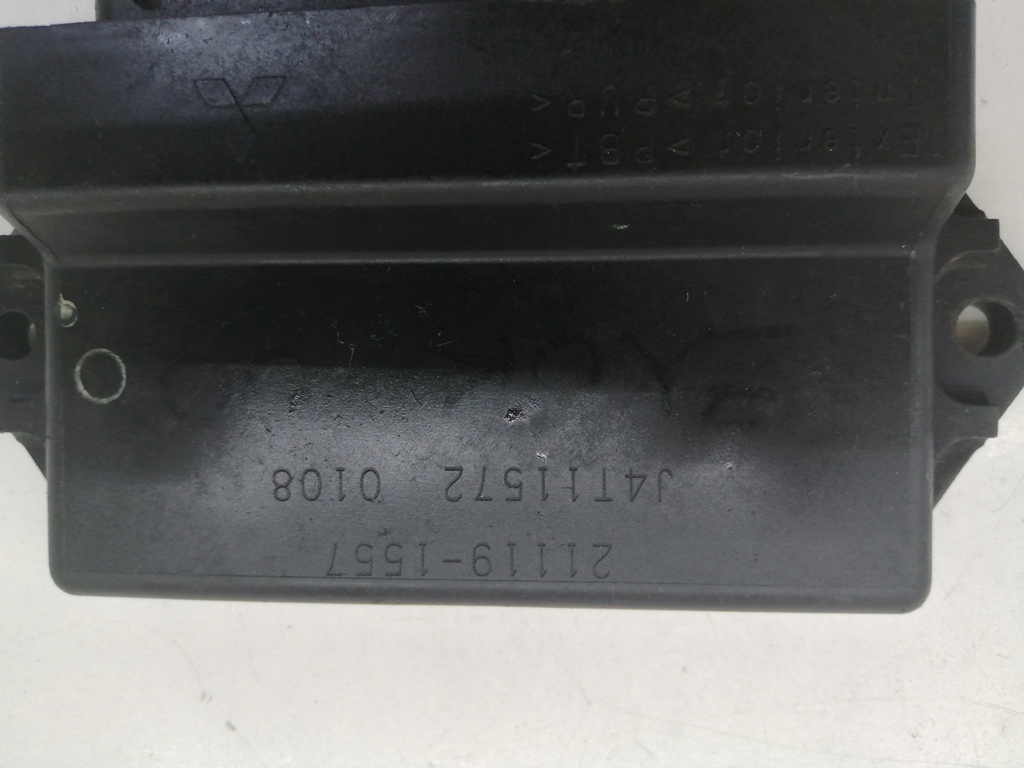 21119-1557
J4T11572 0108
Exterior >PBT<
Interior >PUR<